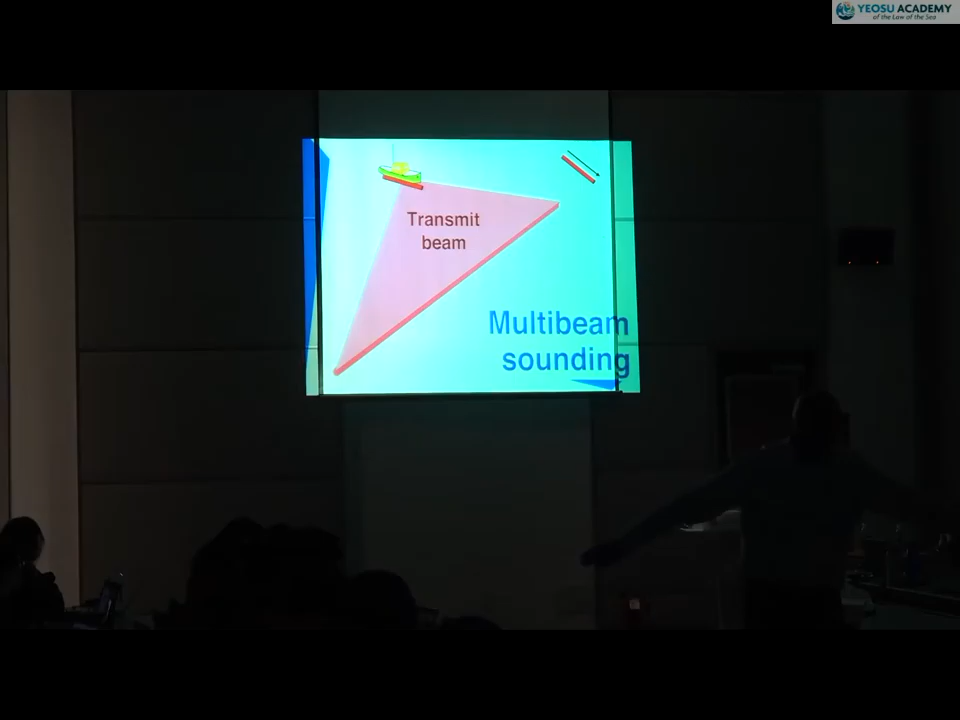 YEOSU ACADEMY
of the Law of the Sea
Transmit
beam
Multibeam
sounding